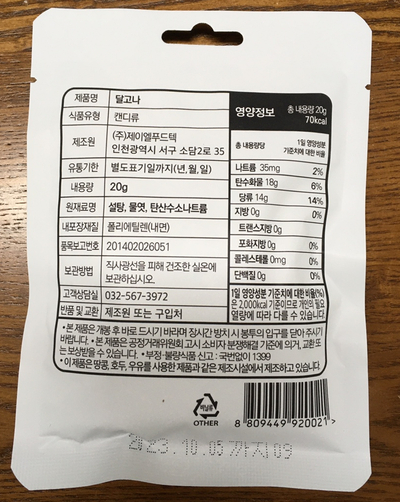 제품명 달고나
식품유형 캔디류
제조원 (주)제이엘푸드텍
인천광역시 서구 소담2로 35
유통기한 별도표기일까지(년,월,일)
내용량 20g
원재료명 설탕, 물엿, 탄산수소나트륨
내포장재질 폴리에틸렌(내면)
품목보고번호 201402026051
보관방법 직사광선을 피해 건조한 실온에
보관하십시오.
고객상담실 032-567-3972
반품 및 교환 제조원 또는 구입처
영양정보 총 내용량 20g
70kcal
총 내용량당 1일 영양성분
기준치에 대한 비율
나트륨 35mg 2%
탄수화물 18g 6%
당류 14g 14%
지방 0g 0%
트랜스지방 0g
포화지방 0g 0%
콜레스테롤 0mg 0%
단백질 0g 0%
1일 영양성분 기준치에 대한 비율(%)
은 2,000kcal 기준이므로 개인의 필요
열량에 따라 다를 수 있습니다.
• 본 제품은 개봉 후 바로 드시기 바라며 장시간 방치 시 봉투의 입구를 닫아 주시기
바랍니다. • 본 제품은 공정거래위원회 고시 소비자 분쟁해결 기준에 의거, 교환 또
는 보상받을 수 있습니다. • 부정·불량식품 신고 : 국번없이 1399
• 이 제품은 땅콩, 호두, 우유를 사용한 제품과 같은 제조시설에서 제조하고 있습니다.
비닐류
OTHER
8 809449 920021
2023.10.05까지